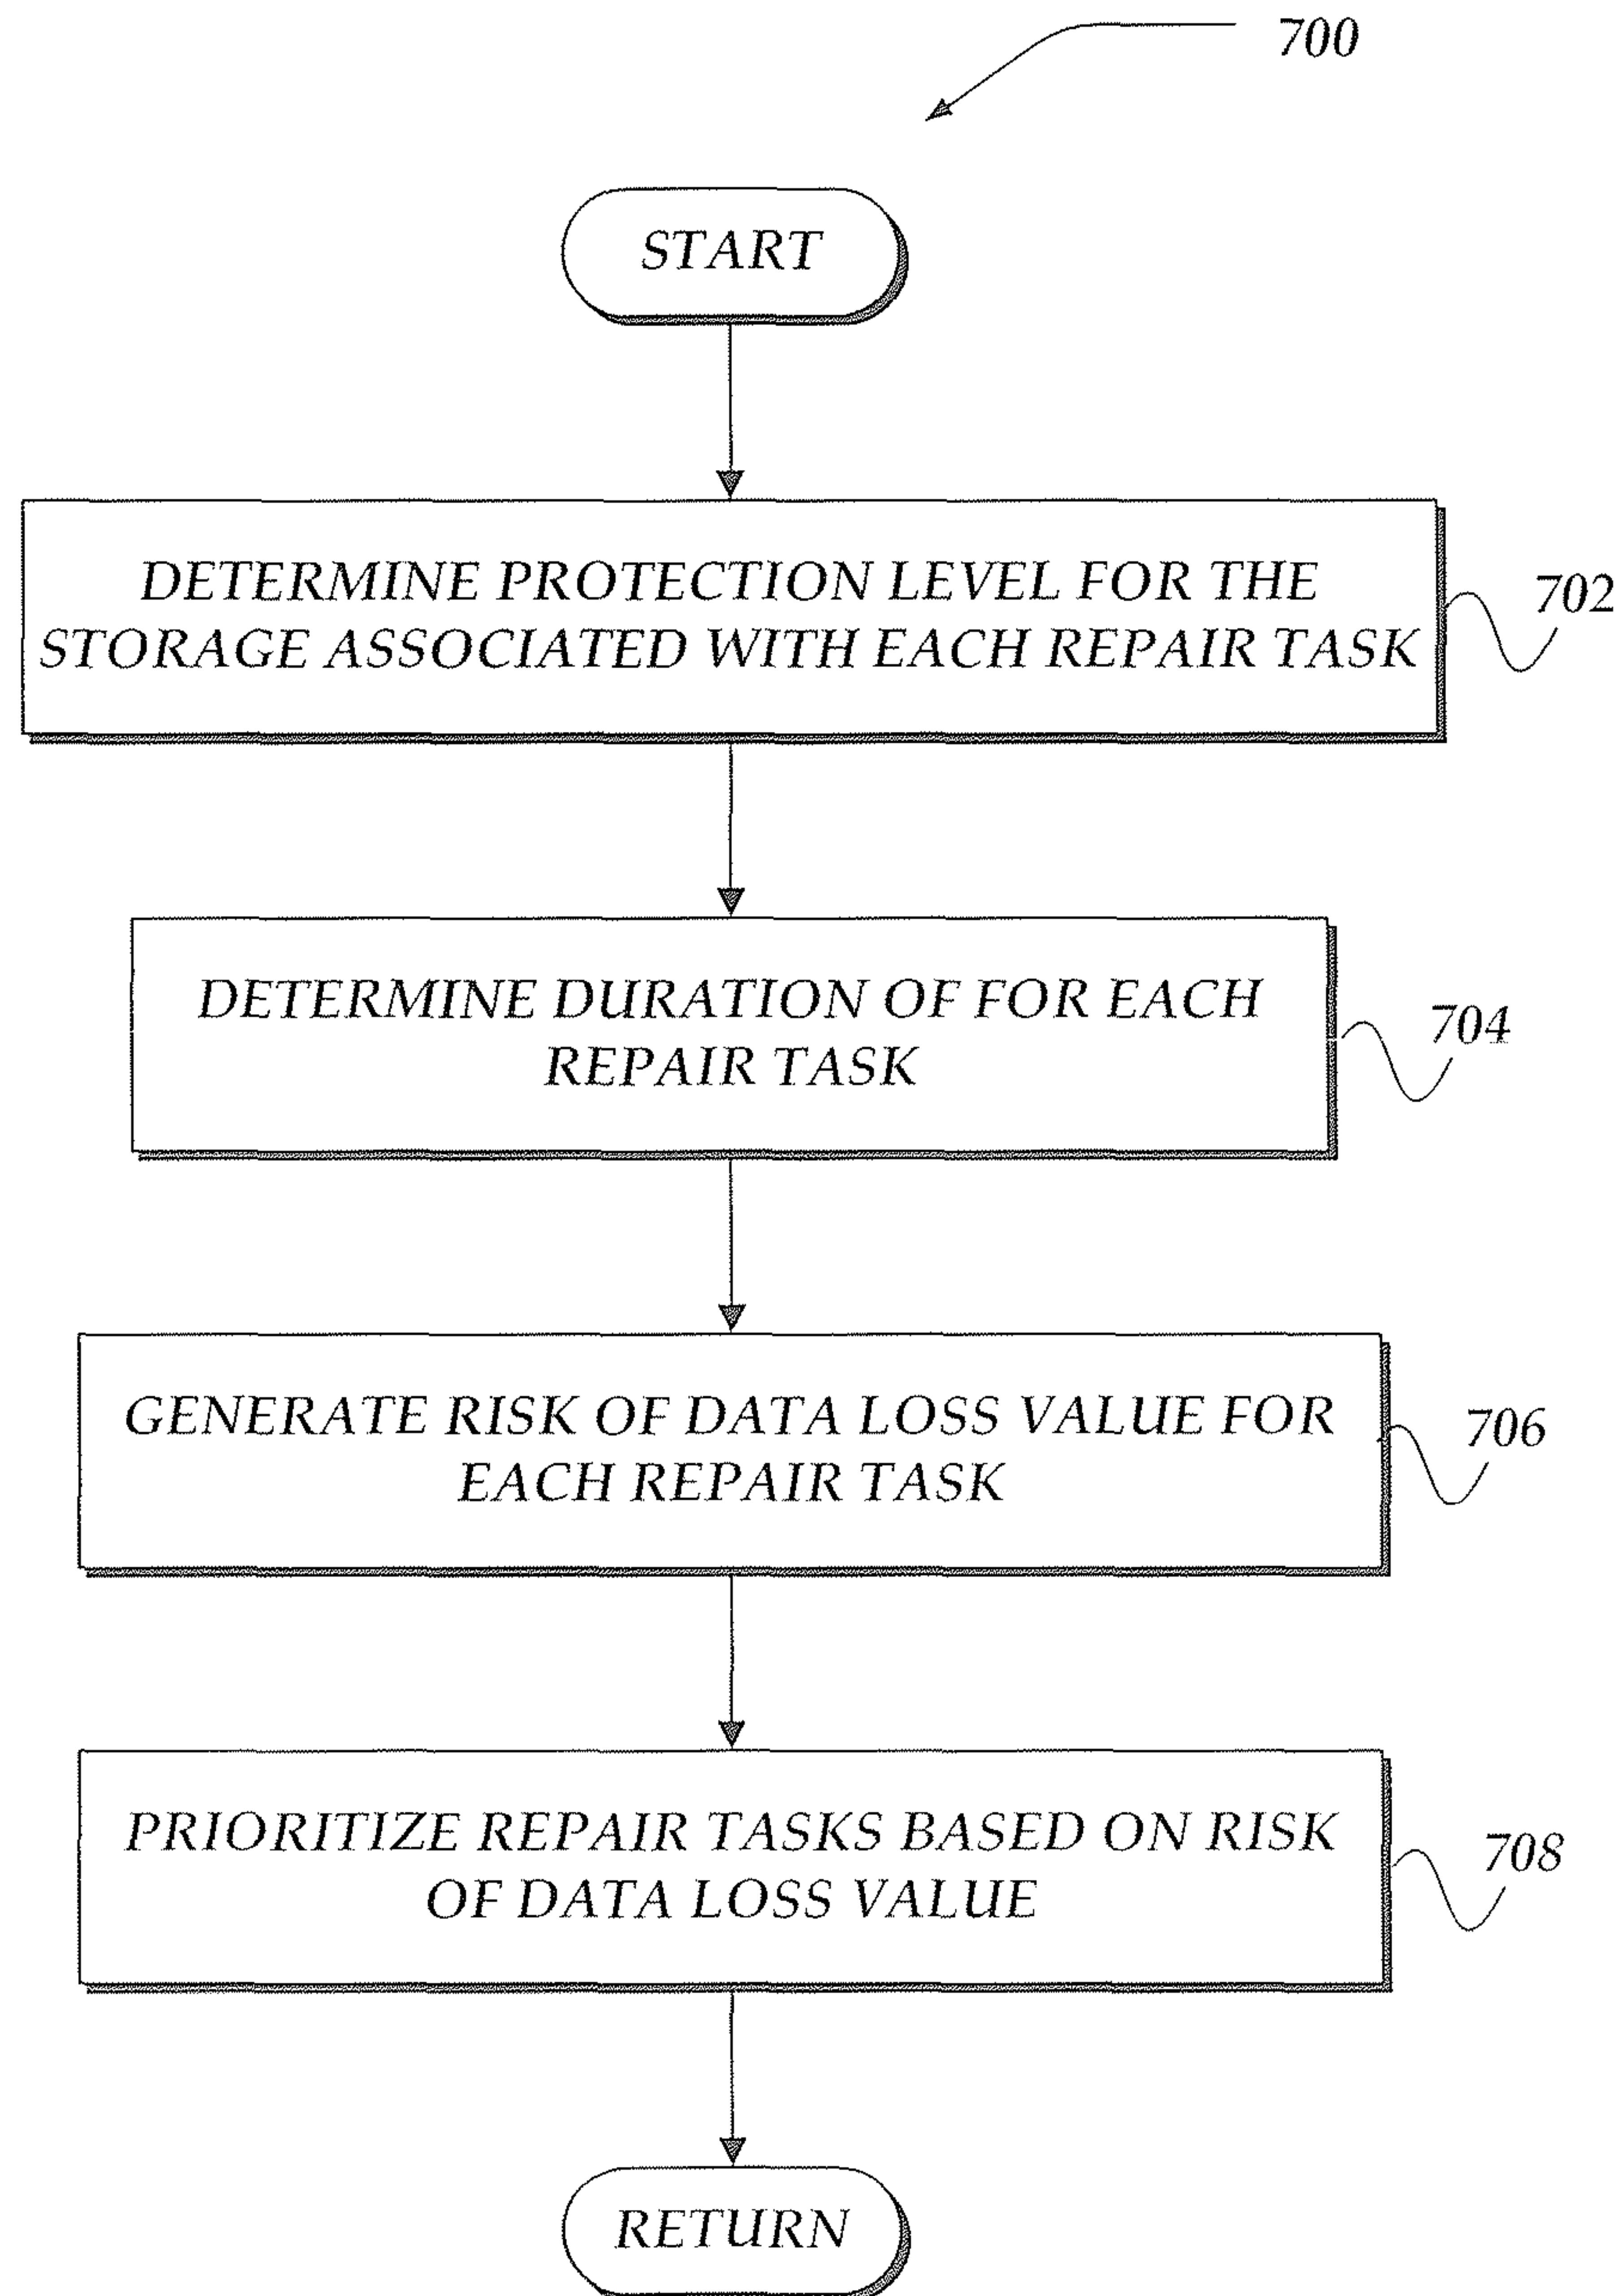 700
START
DETERMINE PROTECTION LEVEL FOR THE
STORAGE ASSOCIATED WITH EACH REPAIR TASK
702
DETERMINE DURATION OF FOR EACH
REPAIR TASK
704
GENERATE RISK OF DATA LOSS VALUE FOR
EACH REPAIR TASK
706
PRIORITIZE REPAIR TASKS BASED ON RISK
OF DATA LOSS VALUE
708
RETURN